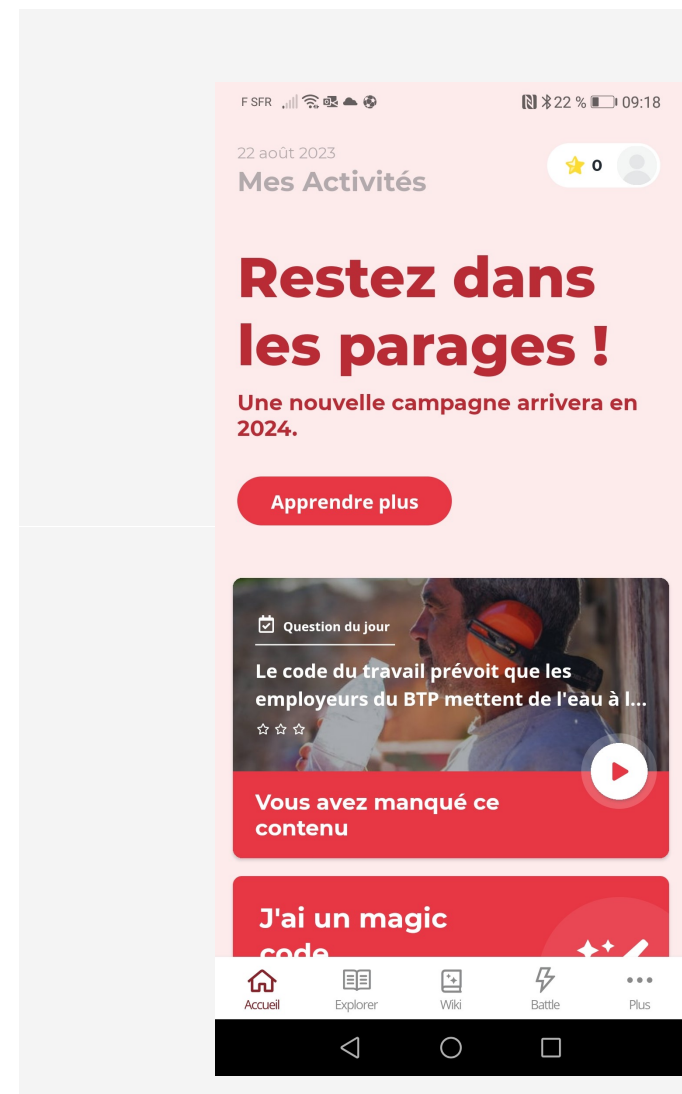 F SFR 22 % 09:18
22 août 2023
Mes Activités
0
Restez dans
les parages !
Une nouvelle campagne arrivera en
2024.
Apprendre plus
Question du jour
Le code du travail prévoit que les
employeurs du BTP mettent de l'eau à l...
Vous avez manqué ce
contenu
J'ai un magic
code
Accueil Explorer Wiki Battle Plus